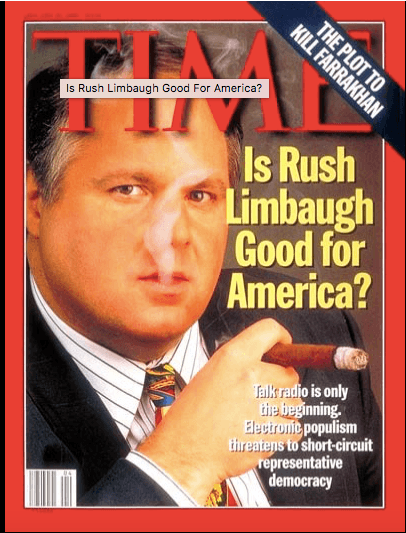 THE PLOT TO
KILL FARRAKHAN
TIME
Is Rush Limbaugh Good For America?
Is Rush
Limbaugh
Good for
America?
Talk radio is only
the beginning.
Electronic populism
threatens to short-circuit
representative
democracy
04